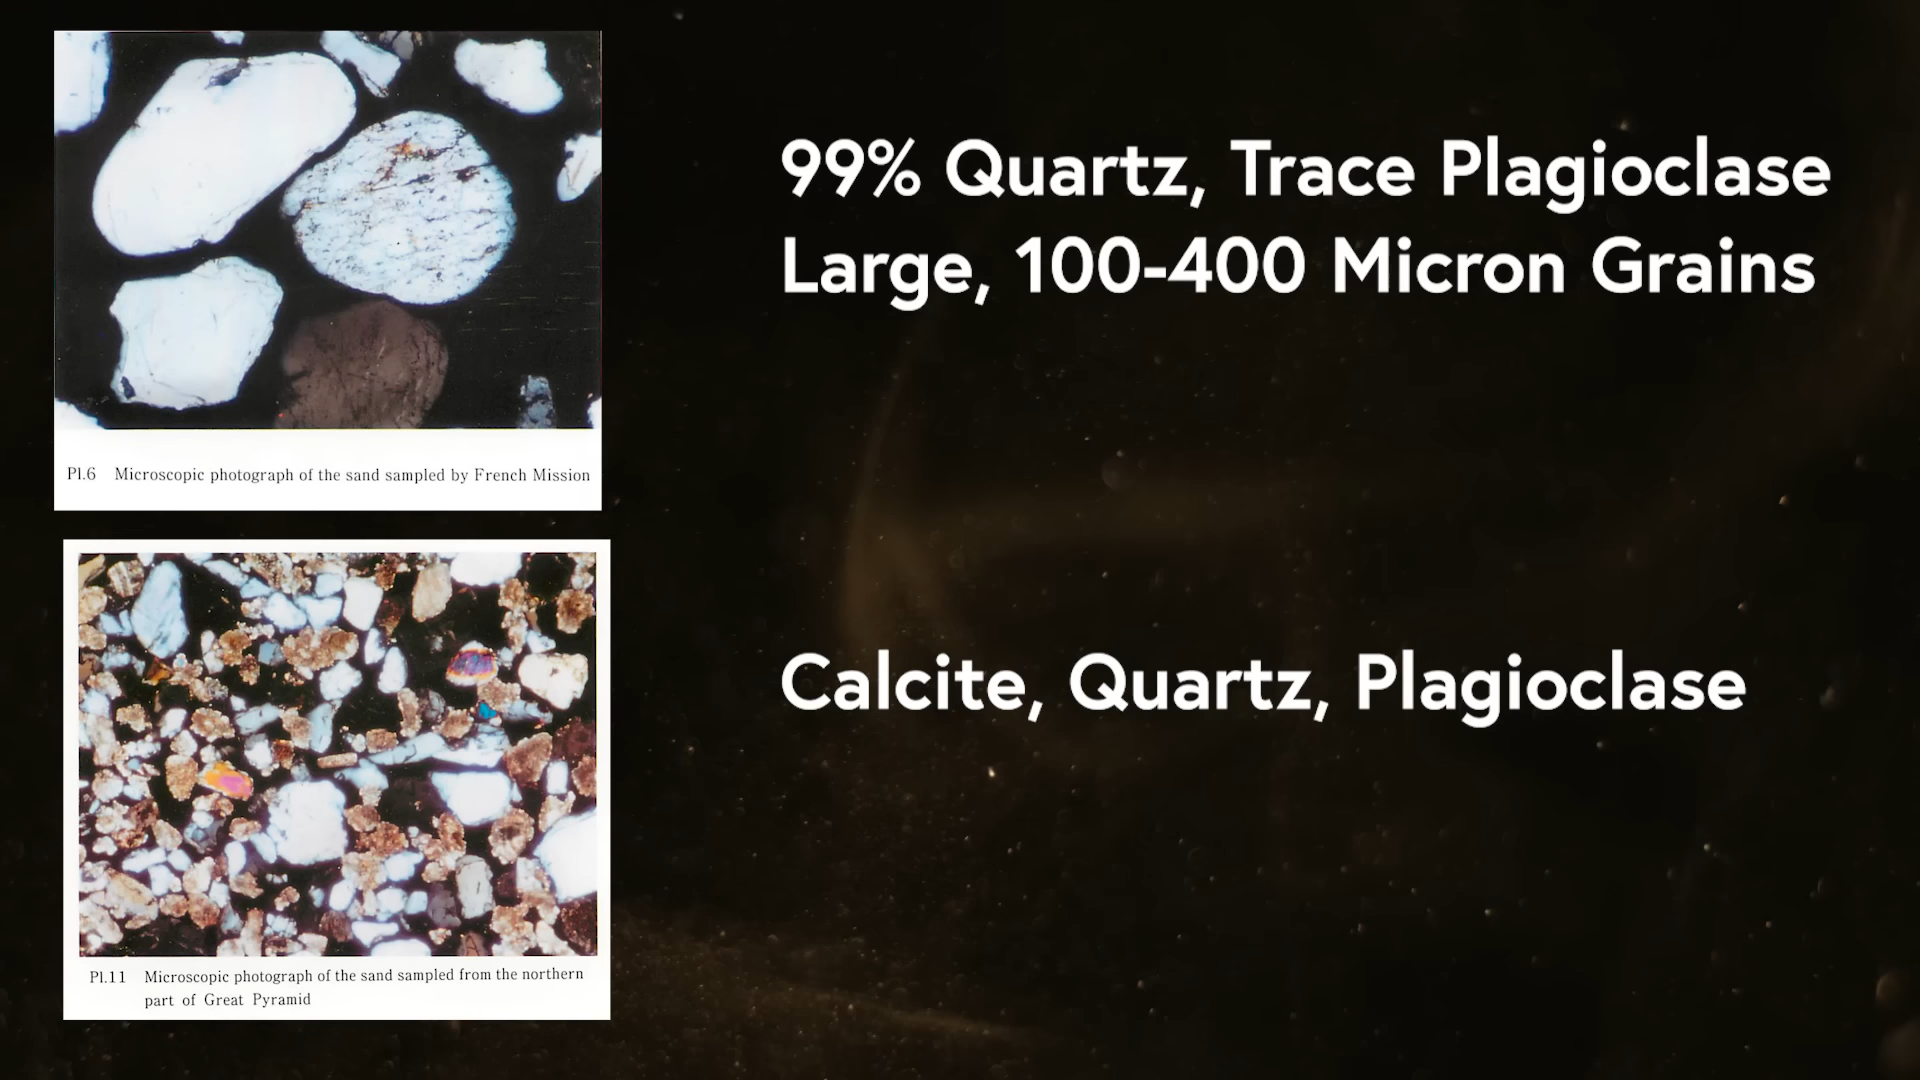 99% Quartz, Trace Plagioclase
Large, 100-400 Micron Grains
Pl.6 Microscopic photograph of the sand sampled by French Mission
Calcite, Quartz, Plagioclase
Pl.11 Microscopic photograph of the sand sampled from the northern
part of Great Pyramid